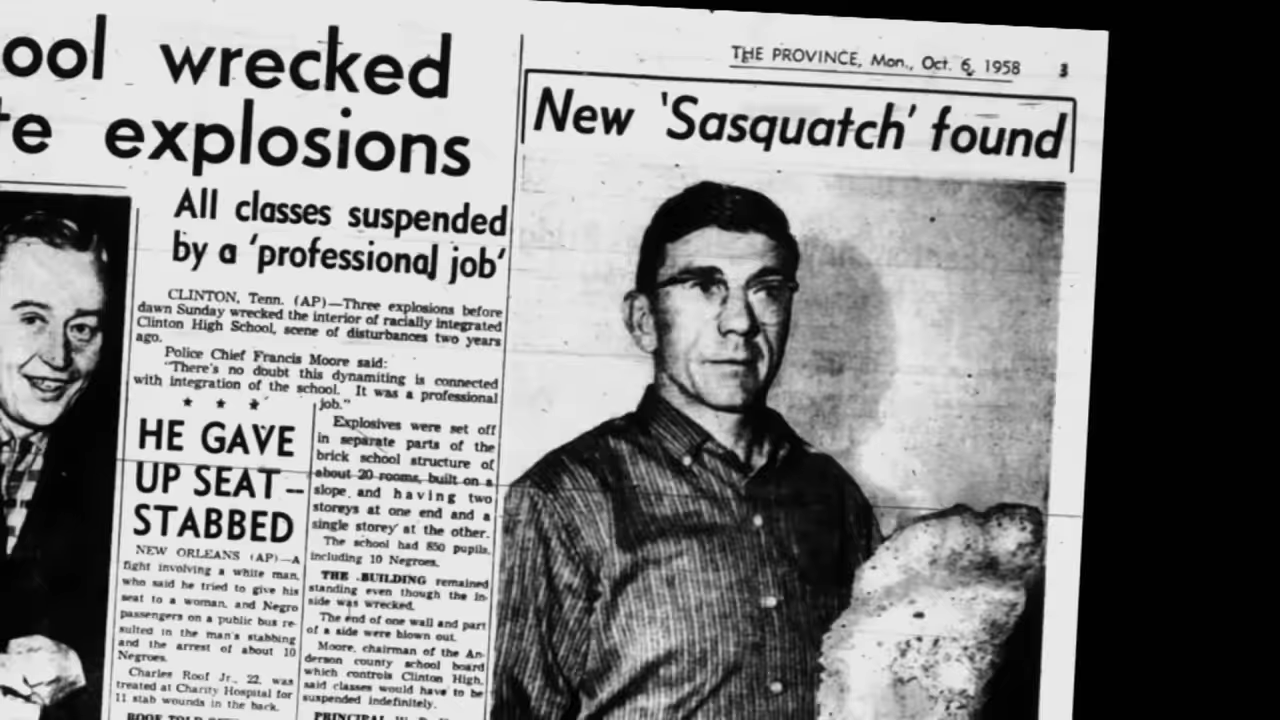 ool wrecked
te explosions
All classes suspended
by a 'professional job'
CLINTON, Tenn. (AP)—Three explosions before
dawn Sunday wrecked the interior of racially integrated
Clinton High School, scene of disturbances two years
ago.
Police Chief Francis Moore said:
"There's no doubt this dynamiting is connected
with integration of the school. It was a professional
job."
Explosives were set off
in separate parts of the
brick school structure of
about 20 rooms, built on a
slope and having two
storeys at one end and a
single storey at the other.
The school had 850 pupils,
including 10 Negroes.
THE BUILDING remained
standing even though the in-
side was wrecked.
The end of one wall and part
of a side were blown out.
Moore, chairman of the An-
derson county school board
which controls Clinton High,
said classes would have to be
suspended indefinitely.
★ ★ ★
HE GAVE
UP SEAT—
STABBED
NEW ORLEANS (AP)—A
fight involving a white man,
who said he tried to give his
seat to a woman, and Negro
passengers on a public bus re-
sulted in the man's stabbing
and the arrest of about 10
Negroes.
Charles Roof Jr., 22, was
treated at Charity Hospital for
11 stab wounds in the back.
THE PROVINCE, Mon., Oct. 6, 1958 3
New 'Sasquatch' found